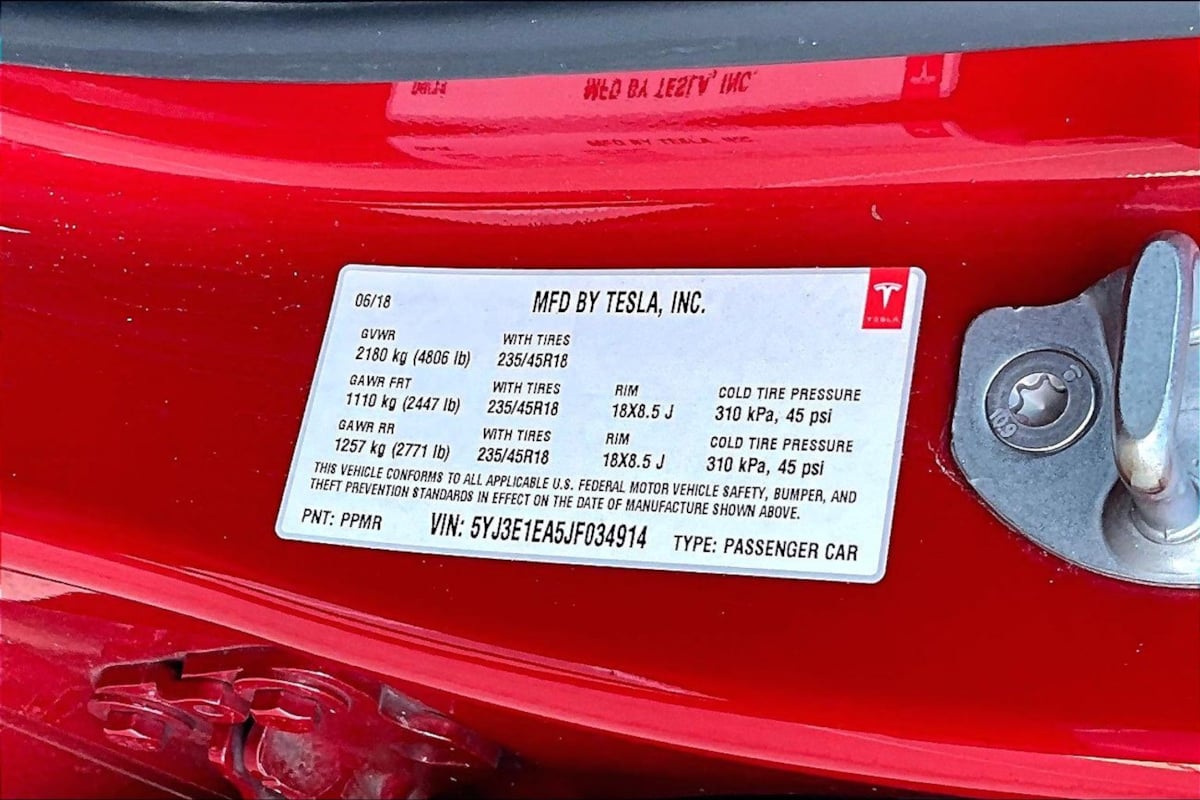 06/18 MFD BY TESLA, INC.
TESLA
GVWR WITH TIRES
2180 kg (4806 lb) 235/45R18
GAWR FRT WITH TIRES RIM COLD TIRE PRESSURE
1110 kg (2447 lb) 235/45R18 18X8.5 J 310 kPa, 45 psi
GAWR RR WITH TIRES RIM COLD TIRE PRESSURE
1257 kg (2771 lb) 235/45R18 18X8.5 J 310 kPa, 45 psi
THIS VEHICLE CONFORMS TO ALL APPLICABLE U.S. FEDERAL MOTOR VEHICLE SAFETY, BUMPER, AND
THEFT PREVENTION STANDARDS IN EFFECT ON THE DATE OF MANUFACTURE SHOWN ABOVE.
PNT: PPMR VIN: 5YJ3E1EA5JF034914 TYPE: PASSENGER CAR
10.9